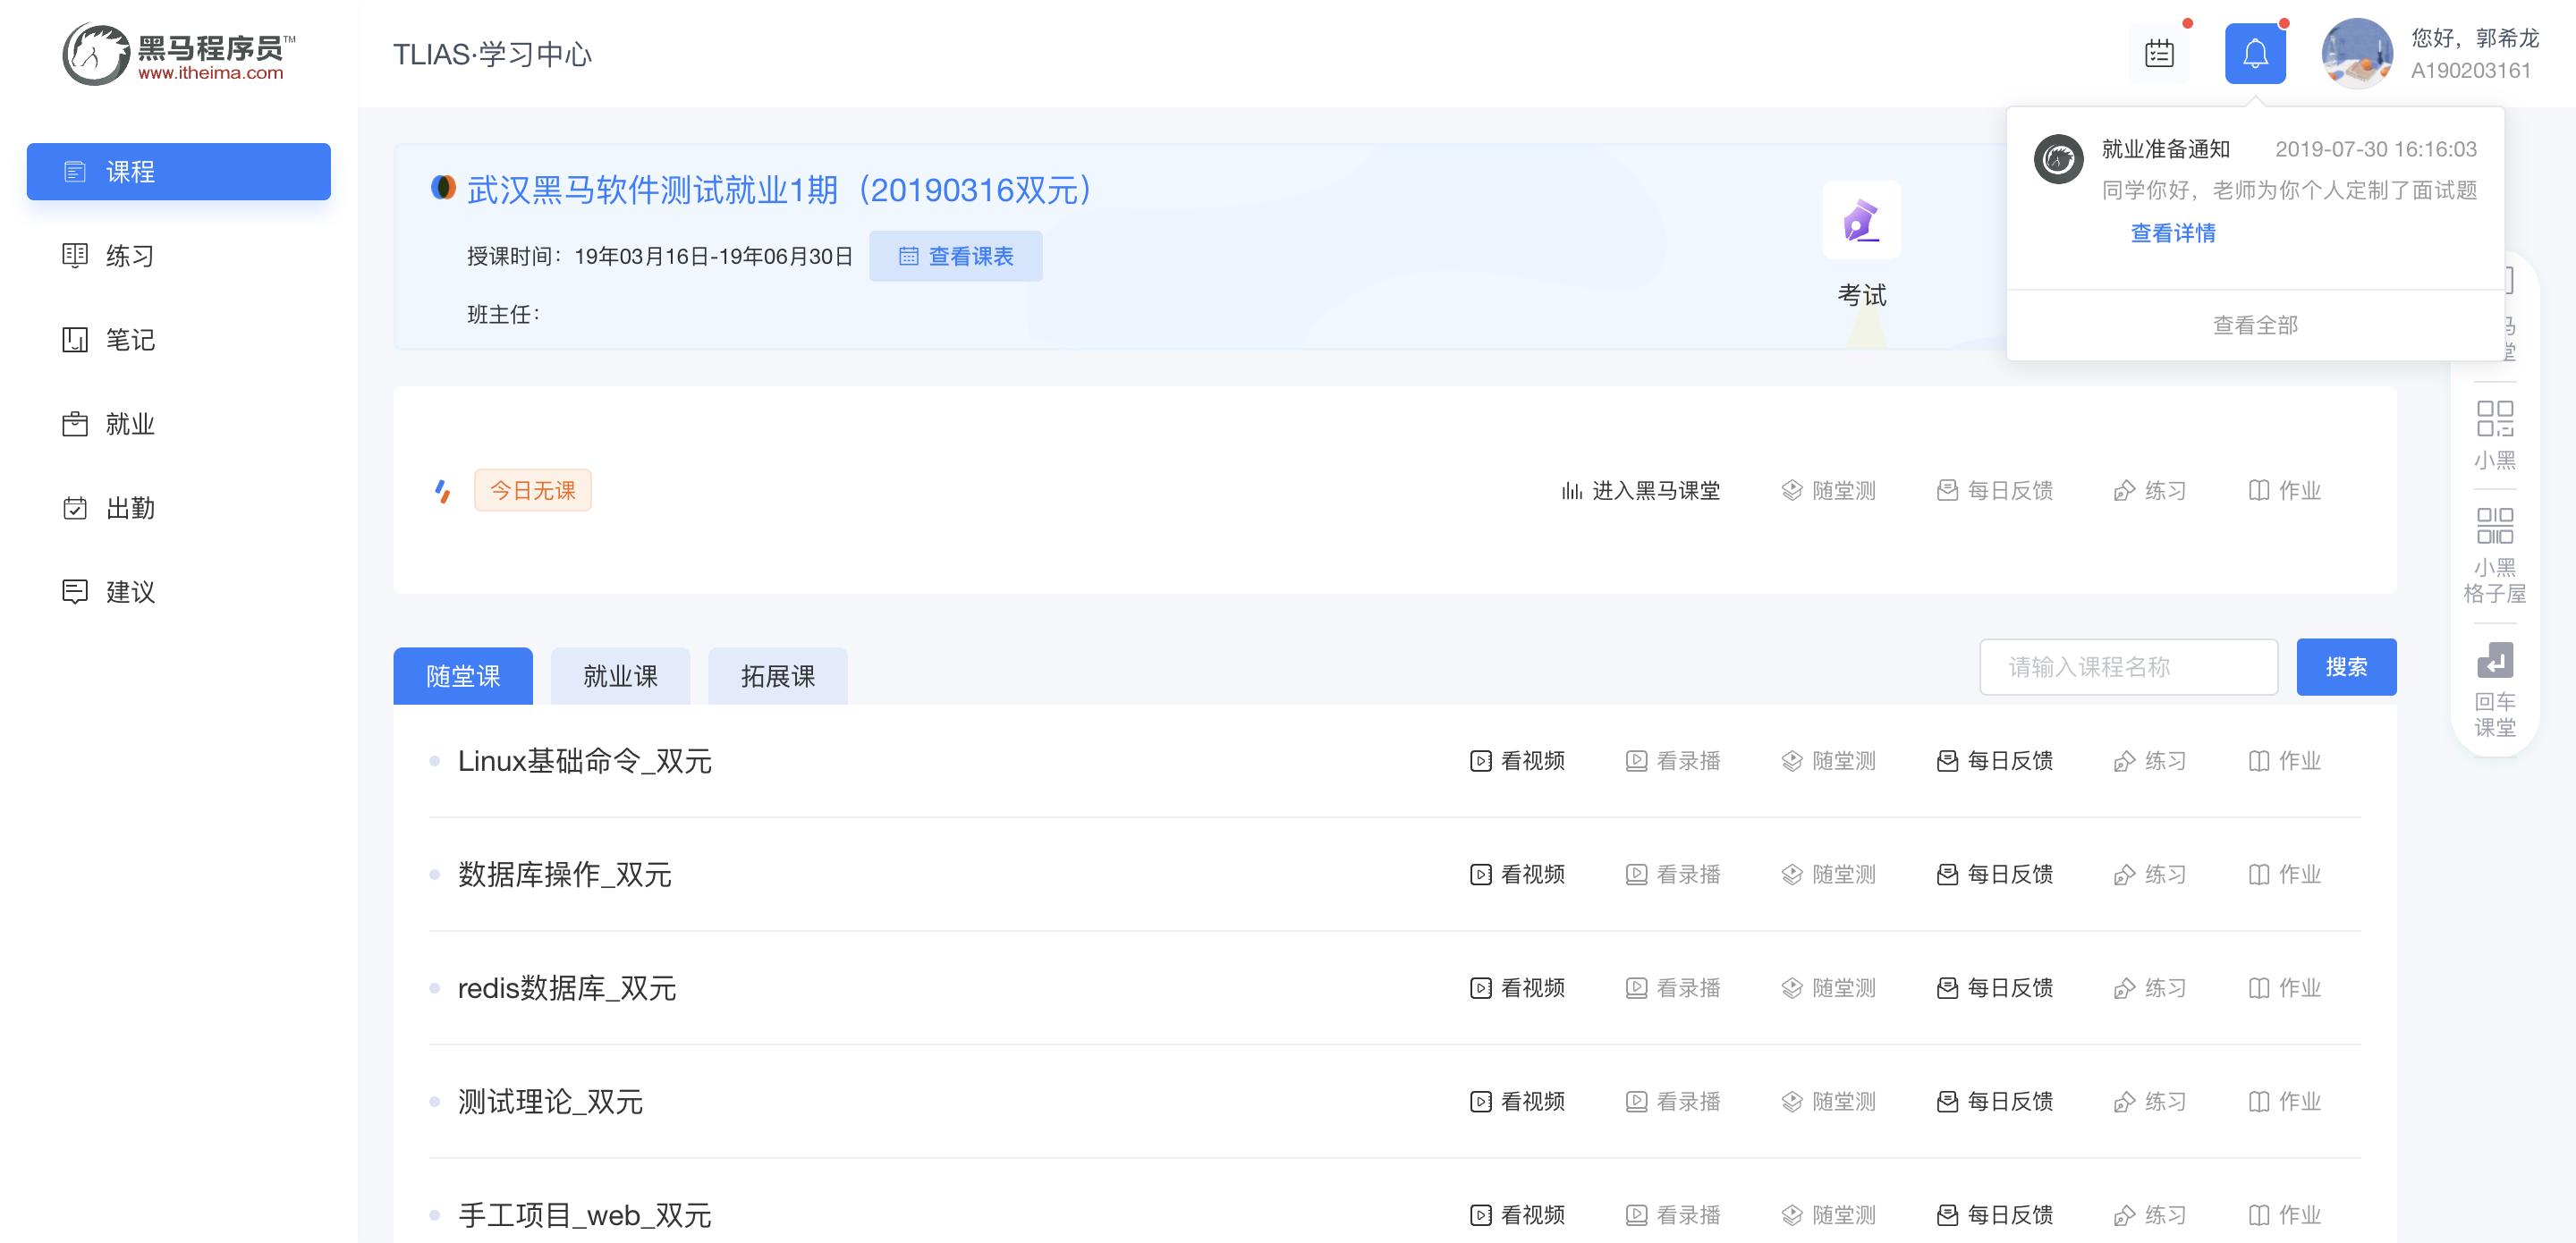 黑马程序员™
www.itheima.com
TLIAS·学习中心
您好，郭希龙
A190203161
课程
练习
笔记
就业
出勤
建议
武汉黑马软件测试就业1期（20190316双元）
授课时间：19年03月16日-19年06月30日
查看课表
班主任：
考试
就业准备通知
2019-07-30 16:16:03
同学你好，老师为你个人定制了面试题
查看详情
查看全部
今日无课
进入黑马课堂
随堂测
每日反馈
练习
作业
小黑
小黑
格子屋
回车
课堂
随堂课
就业课
拓展课
请输入课程名称
搜索
Linux基础命令_双元
看视频
看录播
随堂测
每日反馈
练习
作业
数据库操作_双元
看视频
看录播
随堂测
每日反馈
练习
作业
redis数据库_双元
看视频
看录播
随堂测
每日反馈
练习
作业
测试理论_双元
看视频
看录播
随堂测
每日反馈
练习
作业
手工项目_web_双元
看视频
看录播
随堂测
每日反馈
练习
作业